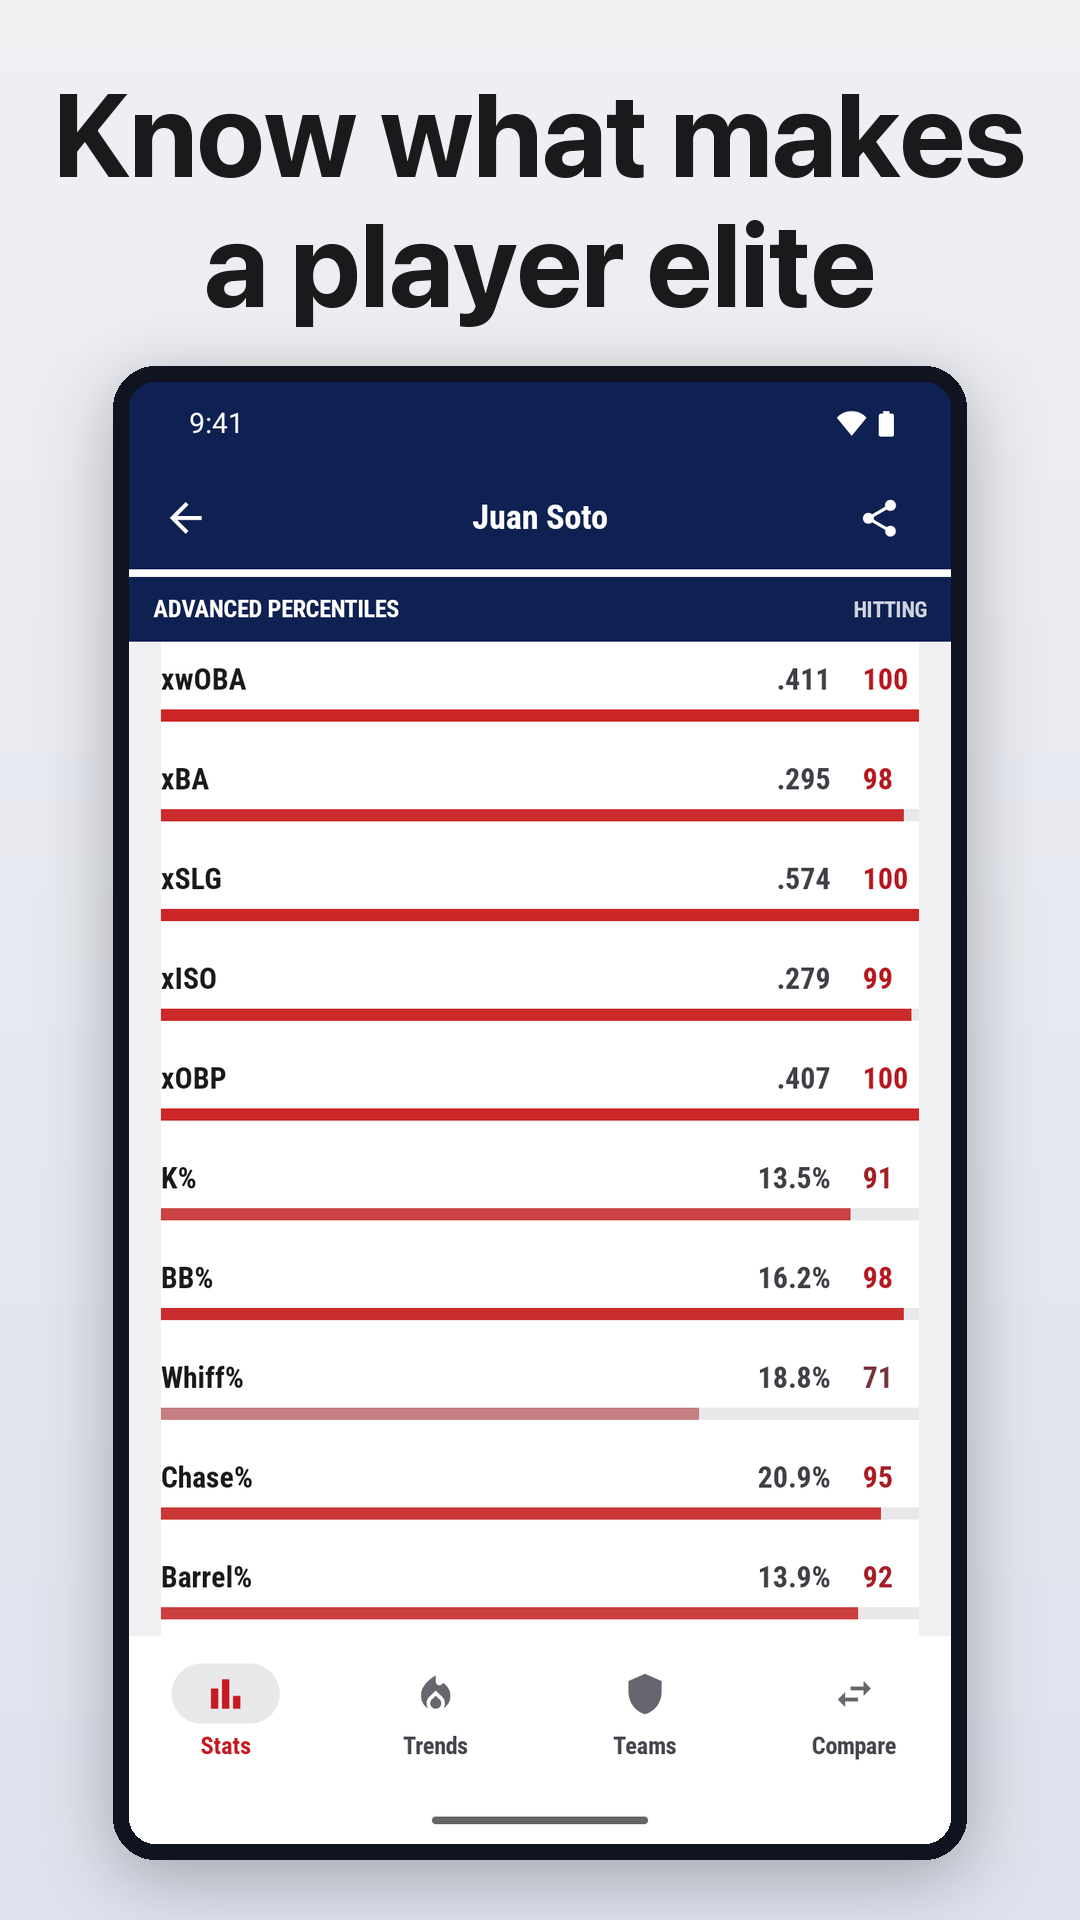 Know what makes
a player elite
9:41
Juan Soto
ADVANCED PERCENTILES HITTING
xwOBA .411 100
xBA .295 98
xSLG .574 100
xISO .279 99
xOBP .407 100
K% 13.5% 91
BB% 16.2% 98
Whiff% 18.8% 71
Chase% 20.9% 95
Barrel% 13.9% 92
Stats Trends Teams Compare